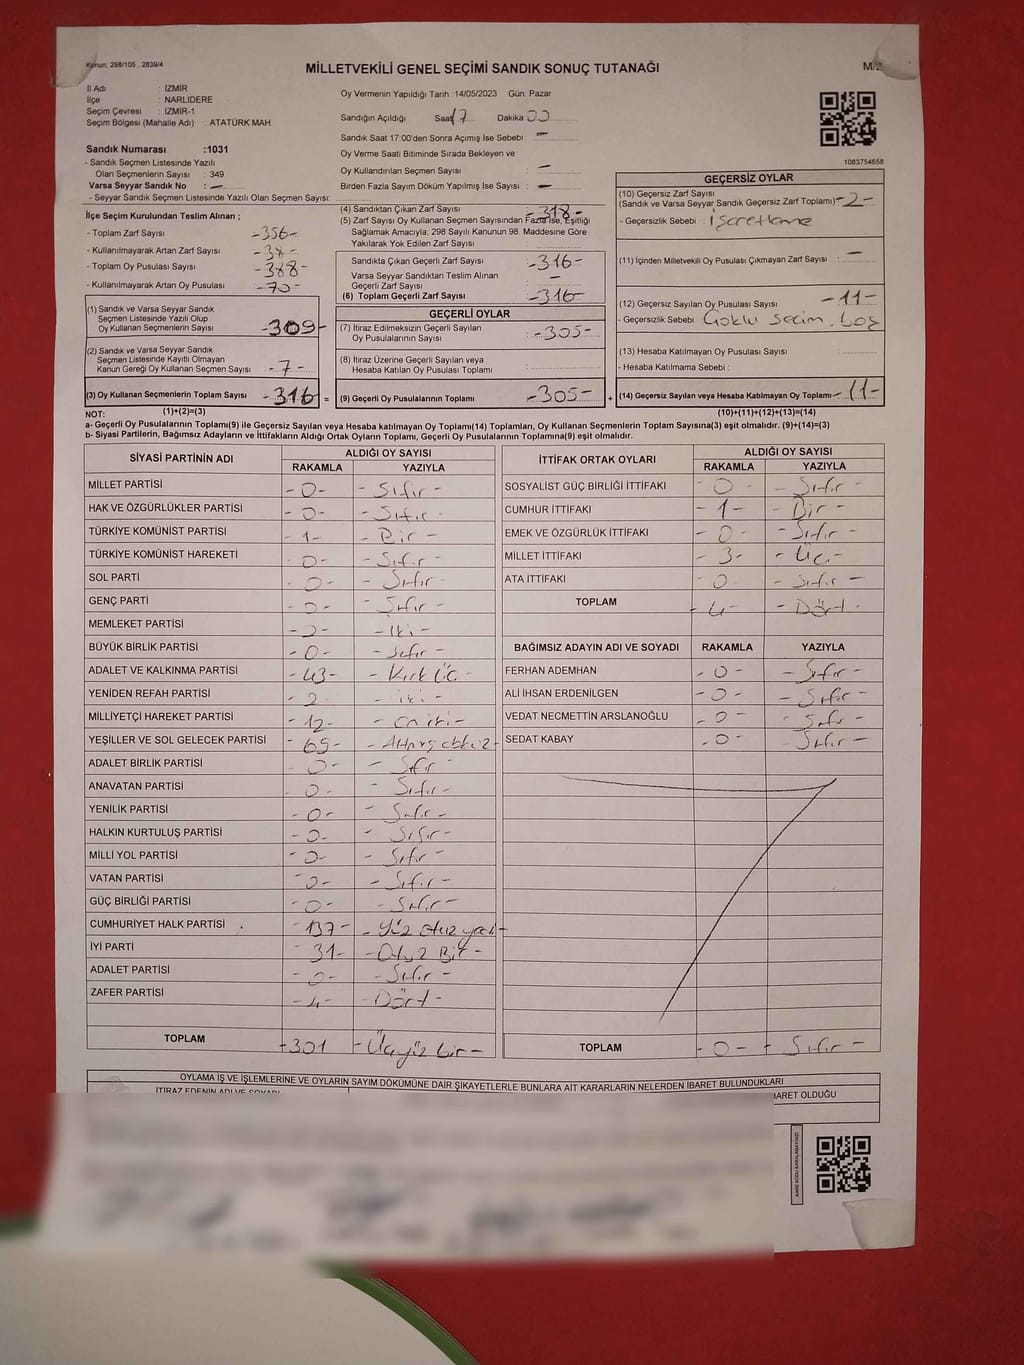 Kanun; 298/105 , 2839/4
MİLLETVEKİLİ GENEL SEÇİMİ SANDIK SONUÇ TUTANAĞI
İl Adı : İZMİR
İlçe : NARLIDERE
Seçim Çevresi : İZMİR-1
Seçim Bölgesi (Mahalle Adı) : ATATÜRK MAH.
Sandık Numarası :1031
- Sandık Seçmen Listesinde Yazılı
Olan Seçmenlerin Sayısı : 349
Varsa Seyyar Sandık No : -
- Seyyar Sandık Seçmen Listesinde Yazılı Olan Seçmen Sayısı:
Oy Vermenin Yapıldığı Tarih :14/05/2023 Gün: Pazar
Sandığın Açıldığı Saat 17 Dakika 00
Sandık Saat 17:00'den Sonra Açımış İse Sebebi : -
Oy Verme Saati Bitiminde Sırada Bekleyen ve
Oy Kullandırılan Seçmen Sayısı : -
Birden Fazla Sayım Döküm Yapılmış İse Sayısı : -
1083754658
İlçe Seçim Kurulundan Teslim Alınan ;
- Toplam Zarf Sayısı -356-
- Kullanılmayarak Artan Zarf Sayısı -38-
- Toplam Oy Pusulası Sayısı -388-
- Kullanılmayarak Artan Oy Pusulası -70-
(1) Sandık ve Varsa Seyyar Sandık
Seçmen Listesinde Yazılı Olup
Oy Kullanan Seçmenlerin Sayısı -309-
(2) Sandık ve Varsa Seyyar Sandık
Seçmen Listesinde Kayıtlı Olmayan
Kanun Gereği Oy Kullanan Seçmen Sayısı -7-
(3) Oy Kullanan Seçmenlerin Toplam Sayısı -316- =
(1)+(2)=(3)
(4) Sandıktan Çıkan Zarf Sayısı -318-
(5) Zarf Sayısı Oy Kullanan Seçmen Sayısından Fazla İse, Eşitliği
Sağlamak Amacıyla; 298 Sayılı Kanunun 98. Maddesine Göre
Yakılarak Yok Edilen Zarf Sayısı :
Sandıkta Çıkan Geçerli Zarf Sayısı -316-
Varsa Seyyar Sandıktan Teslim Alınan
Geçerli Zarf Sayısı -
(6) Toplam Geçerli Zarf Sayısı -316-
GEÇERLİ OYLAR
(7) İtiraz Edilmeksizin Geçerli Sayılan
Oy Pusulalarının Sayısı -305-
(8) İtiraz Üzerine Geçerli Sayılan veya
Hesaba Katılan Oy Pusulası Toplamı
(9) Geçerli Oy Pusulalarının Toplamı -305- +
GEÇERSİZ OYLAR
(10) Geçersiz Zarf Sayısı
(Sandık ve Varsa Seyyar Sandık Geçersiz Zarf Toplamı) -2-
- Geçersizlik Sebebi : İşaretleme
(11) İçinden Milletvekili Oy Pusulası Çıkmayan Zarf Sayısı : -
(12) Geçersiz Sayılan Oy Pusulası Sayısı -11-
- Geçersizlik Sebebi Çoklu Seçim. Boş
(13) Hesaba Katılmayan Oy Pusulası Sayısı
- Hesaba Katılmama Sebebi :
(14) Geçersiz Sayılan veya Hesaba Katılmayan Oy Toplamı - 11-
(10)+(11)+(12)+(13)=(14)
NOT:
a- Geçerli Oy Pusulaların Toplamı(9) ile Geçersiz Sayılan veya Hesaba katılmayan Oy Toplamı(14) Toplamları, Oy Kullanan Seçmenlerin Toplam Sayısına(3) eşit olmalıdır. (9)+(14)=(3)
b- Siyasi Partilerin, Bağımsız Adayların ve İttifakların Aldığı Ortak Oyların Toplamı, Geçerli Oy Pusulalarının Toplamına(9) eşit olmalıdır.
SİYASİ PARTİNİN ADI ALDIĞI OY SAYISI
RAKAMLA YAZIYLA
MİLLET PARTİSİ -0- - Sıfır -
HAK VE ÖZGÜRLÜKLER PARTİSİ -0- - Sıfır -
TÜRKİYE KOMÜNİST PARTİSİ -1- - Bir -
TÜRKİYE KOMÜNİST HAREKETİ -0- - Sıfır -
SOL PARTİ -0- - Sıfır -
GENÇ PARTİ -0- - Sıfır -
MEMLEKET PARTİSİ -2- - İki -
BÜYÜK BİRLİK PARTİSİ -0- - Sıfır -
ADALET VE KALKINMA PARTİSİ -43- - Kırk Üç -
YENİDEN REFAH PARTİSİ -2- - iki -
MİLLİYETÇİ HAREKET PARTİSİ -12- - on iki -
YEŞİLLER VE SOL GELECEK PARTİSİ - 69-
ADALET BİRLİK PARTİSİ -0- - Sıfır -
ANAVATAN PARTİSİ -0- - Sıfır -
YENİLİK PARTİSİ -0- - Sıfır -
HALKIN KURTULUŞ PARTİSİ -0- - Sıfır -
MİLLİ YOL PARTİSİ -0- - Sıfır -
VATAN PARTİSİ -0- - Sıfır -
GÜÇ BİRLİĞİ PARTİSİ -0- - Sıfır -
CUMHURİYET HALK PARTİSİ -137- - Yüz otuz yedi -
İYİ PARTİ 31- - Otuz Bir -
ADALET PARTİSİ -0- - Sıfır -
ZAFER PARTİSİ -4- - Dört -
TOPLAM -301 - Üçyüz bir -
İTTİFAK ORTAK OYLARI ALDIĞI OY SAYISI
RAKAMLA YAZIYLA
SOSYALİST GÜÇ BİRLİĞİ İTTİFAKI - 0 - - Sıfır -
CUMHUR İTTİFAKI - 1 - - Bir -
EMEK VE ÖZGÜRLÜK İTTİFAKI - 0 - - Sıfır -
MİLLET İTTİFAKI - 3- - Üç -
ATA İTTİFAKI - 0 - Sıfır -
TOPLAM - 4- - Dört -
BAĞIMSIZ ADAYIN ADI VE SOYADI RAKAMLA YAZIYLA
FERHAN ADEMHAN - 0 - - Sıfır -
ALİ İHSAN ERDENİLGEN -0- - Sıfır -
VEDAT NECMETTİN ARSLANOĞLU -0 - - Sıfır -
SEDAT KABAY -0- - Sıfır -
TOPLAM -0- - Sıfır -
OYLAMA İŞ VE İŞLEMLERİNE VE OYLARIN SAYIM DÖKÜMÜNE DAİR ŞİKAYETLERLE BUNLARA AİT KARARLARIN NELERDEN İBARET BULUNDUKLARI
İTİRAZ EDENİN ADI VE SOYADI BARET OLDUĞU